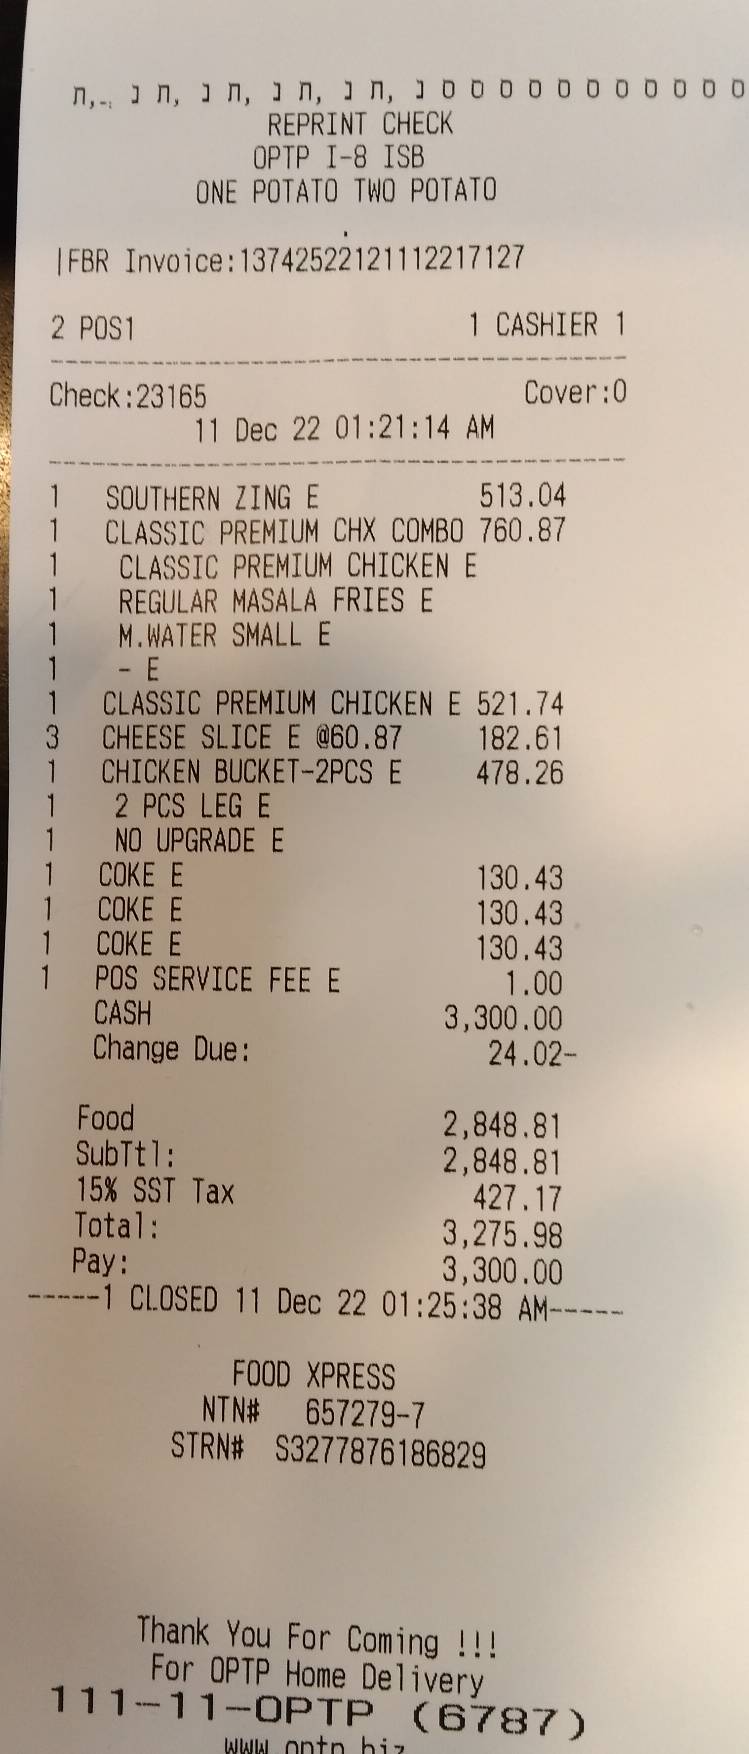 ת,-. נ ת, נ ת, נ ת, נ ת, נ ם ם ם ם ם ם ם ם ם ם ם
REPRINT CHECK
OPTP I-8 ISB
ONE POTATO TWO POTATO
.
|FBR Invoice:137425221211122​17127
2 POS1 1 CASHIER 1
----------------------------------------
Check:23165 Cover:0
11 Dec 22 01:21:14 AM
----------------------------------------
1 SOUTHERN ZING E 513.04
1 CLASSIC PREMIUM CHX COMBO 760.87
1 CLASSIC PREMIUM CHICKEN E
1 REGULAR MASALA FRIES E
1 M.WATER SMALL E
1 - E
1 CLASSIC PREMIUM CHICKEN E 521.74
3 CHEESE SLICE E @60.87 182.61
1 CHICKEN BUCKET-2PCS E 478.26
1 2 PCS LEG E
1 NO UPGRADE E
1 COKE E 130.43
1 COKE E 130.43
1 COKE E 130.43
1 POS SERVICE FEE E 1.00
CASH 3,300.00
Change Due: 24.02-
Food 2,848.81
SubTtl: 2,848.81
15% SST Tax 427.17
Total: 3,275.98
Pay: 3,300.00
-----1 CLOSED 11 Dec 22 01:25:38 AM-----
FOOD XPRESS
NTN# 657279-7
STRN# S3277876186829
Thank You For Coming !!!
For OPTP Home Delivery
111-11-OPTP (6787)
www.optp.biz